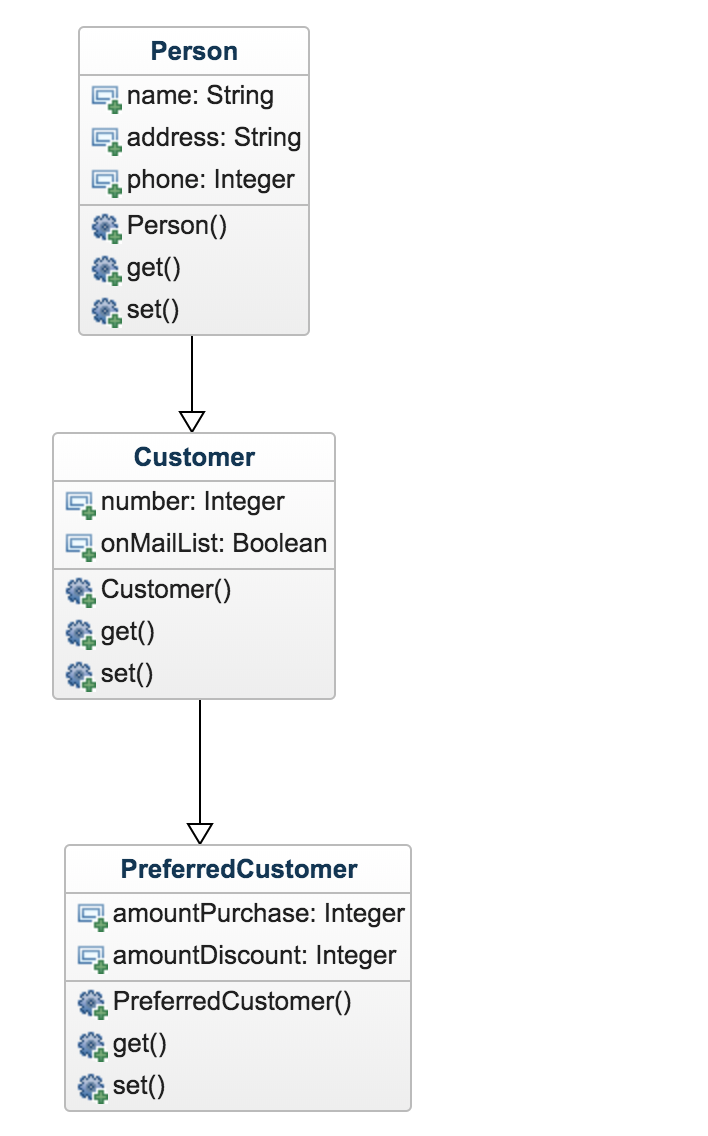 Person
name: String
address: String
phone: Integer
Person()
get()
set()
Customer
number: Integer
onMailList: Boolean
Customer()
get()
set()
PreferredCustomer
amountPurchase: Integer
amountDiscount: Integer
PreferredCustomer()
get()
set()